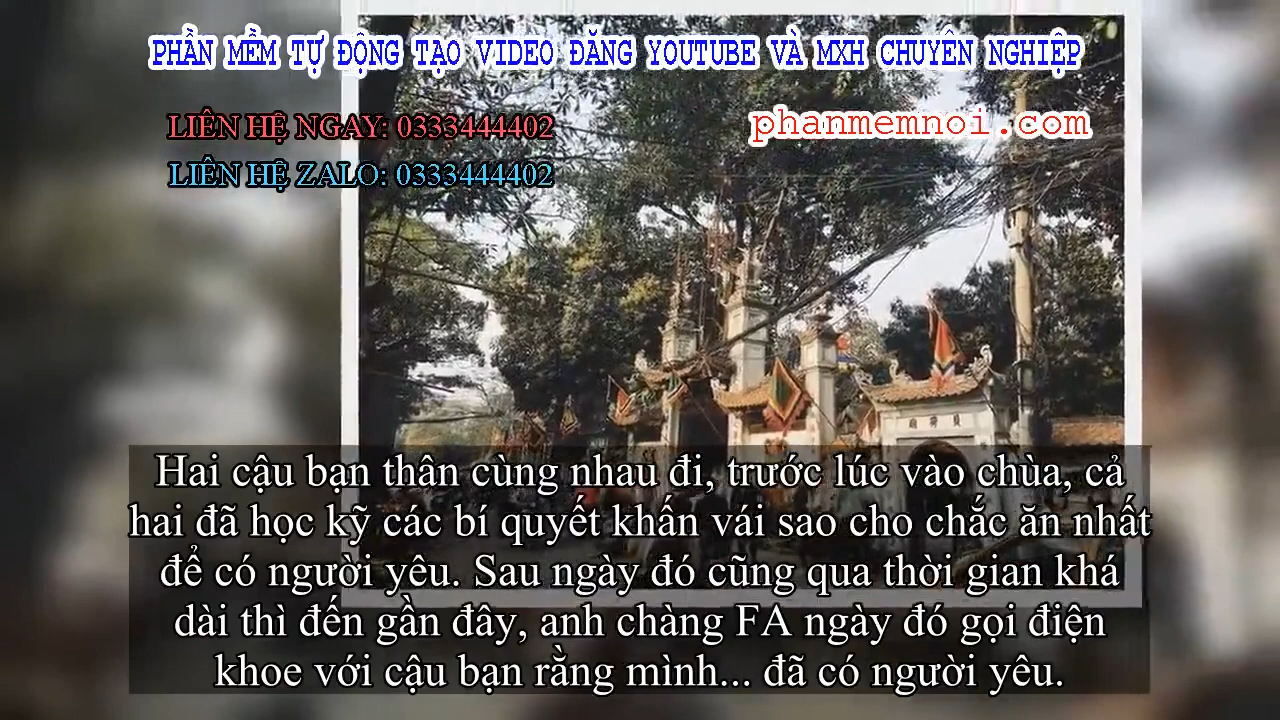 PHẦN MỀM TỰ ĐỘNG TẠO VIDEO ĐĂNG YOUTUBE VÀ MXH CHUYÊN NGHIỆP
LIÊN HỆ NGAY: 0333444402
phanmemnoi.com
LIÊN HỆ ZALO: 0333444402
Hai cậu bạn thân cùng nhau đi, trước lúc vào chùa, cả
hai đã học kỹ các bí quyết khấn vái sao cho chắc ăn nhất
để có người yêu. Sau ngày đó cũng qua thời gian khá
dài thì đến gần đây, anh chàng FA ngày đó gọi điện
khoe với cậu bạn rằng mình... đã có người yêu.